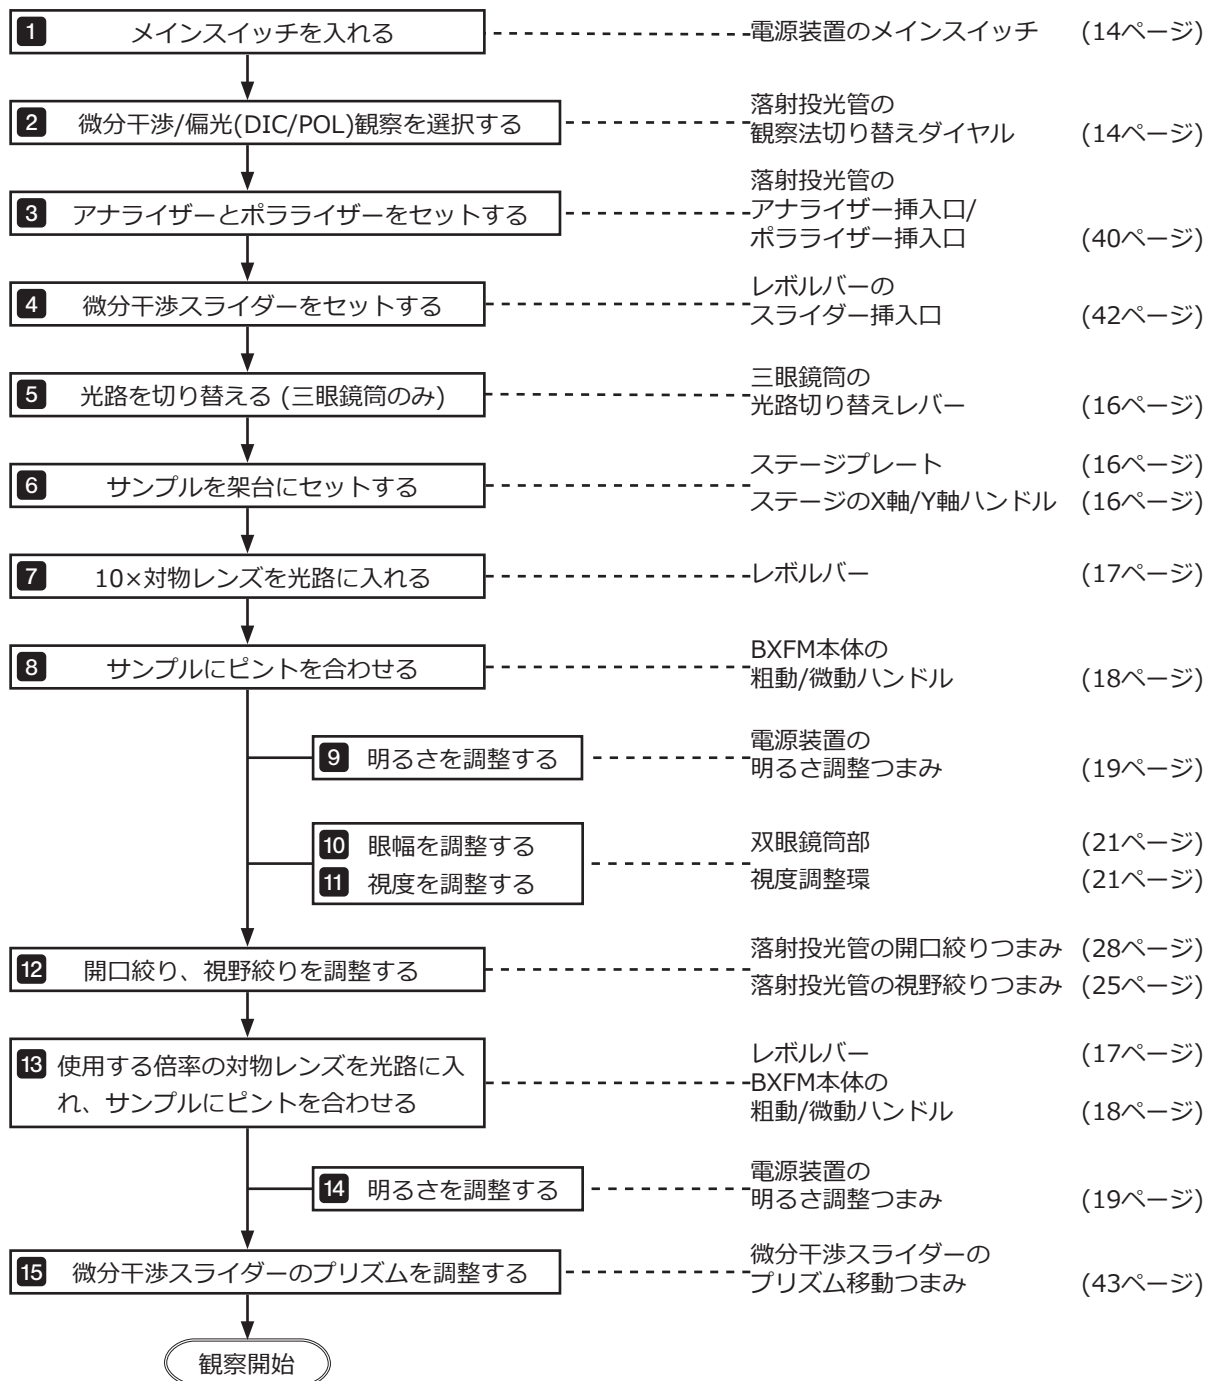 1 メインスイッチを入れる
電源装置のメインスイッチ (14ページ)
2 微分干渉/偏光(DIC/POL)観察を選択する
落射投光管の
観察法切り替えダイヤル (14ページ)
3 アナライザーとポラライザーをセットする
落射投光管の
アナライザー挿入口/
ポラライザー挿入口 (40ページ)
4 微分干渉スライダーをセットする
レボルバーの
スライダー挿入口 (42ページ)
5 光路を切り替える (三眼鏡筒のみ)
三眼鏡筒の
光路切り替えレバー (16ページ)
6 サンプルを架台にセットする
ステージプレート (16ページ)
ステージのX軸/Y軸ハンドル (16ページ)
7 10×対物レンズを光路に入れる
レボルバー (17ページ)
8 サンプルにピントを合わせる
BXFM本体の
粗動/微動ハンドル (18ページ)
9 明るさを調整する
電源装置の
明るさ調整つまみ (19ページ)
10 眼幅を調整する
双眼鏡筒部 (21ページ)
11 視度を調整する
視度調整環 (21ページ)
12 開口絞り、視野絞りを調整する
落射投光管の開口絞りつまみ (28ページ)
落射投光管の視野絞りつまみ (25ページ)
13 使用する倍率の対物レンズを光路に入
れ、サンプルにピントを合わせる
レボルバー (17ページ)
BXFM本体の
粗動/微動ハンドル (18ページ)
14 明るさを調整する
電源装置の
明るさ調整つまみ (19ページ)
15 微分干渉スライダーのプリズムを調整する
微分干渉スライダーの
プリズム移動つまみ (43ページ)
観察開始